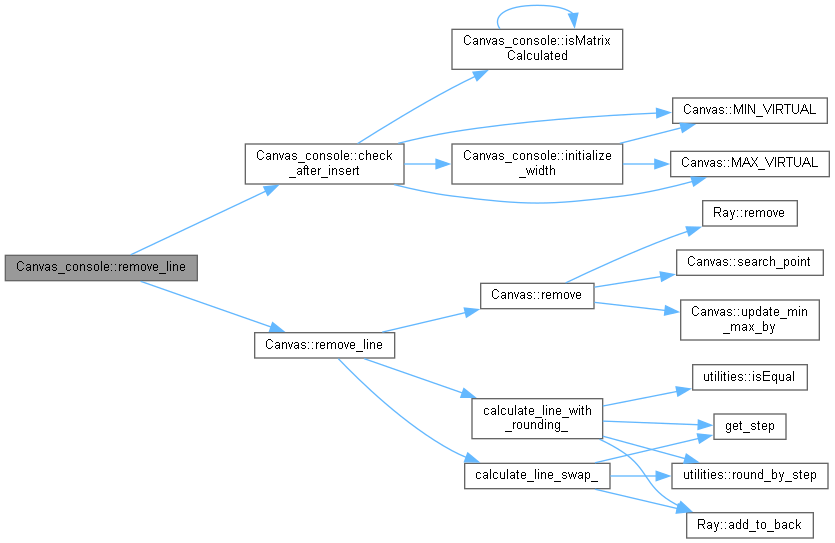 Canvas_console::isMatrix
Calculated
Canvas::MIN_VIRTUAL
Canvas_console::check
_after_insert
Canvas_console::initialize
_width
Canvas::MAX_VIRTUAL
Ray::remove
Canvas::search_point
Canvas_console::remove_line
Canvas::remove
Canvas::update_min
_max_by
Canvas::remove_line
utilities::isEqual
calculate_line_with
_rounding_
get_step
calculate_line_swap_
utilities::round_by_step
Ray::add_to_back